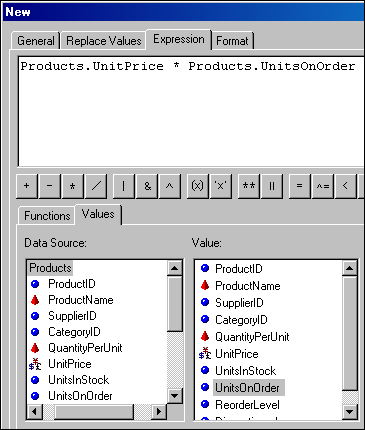 New
General Replace Values Expression Format
Products.UnitPrice * Products.UnitsOnOrder
+ - * / | & ^ (x) 'x' ** || = ^= <
Functions Values
Data Source: Value:
Products ProductID
ProductID ProductName
ProductName SupplierID
SupplierID CategoryID
CategoryID QuantityPerUnit
QuantityPerUnit UnitPrice
UnitPrice UnitsInStock
UnitsInStock UnitsOnOrder
UnitsOnOrder ReorderLevel